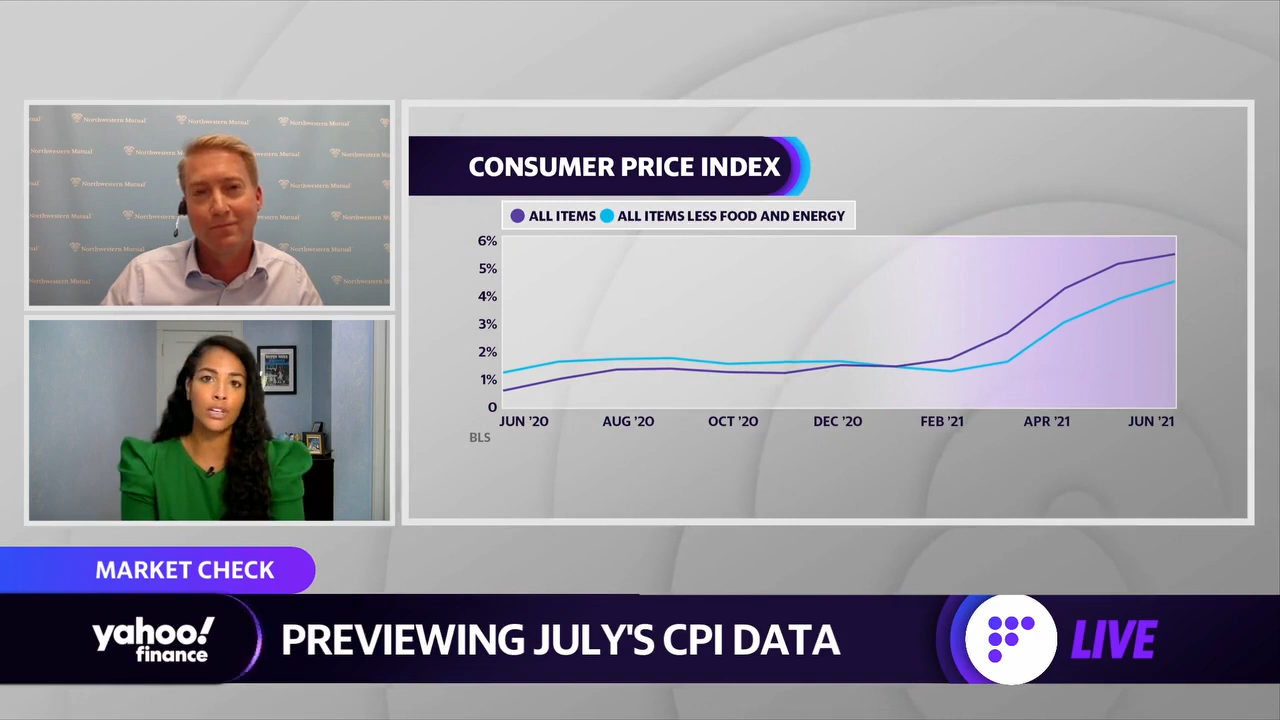 Northwestern Mutual
CONSUMER PRICE INDEX
ALL ITEMS ALL ITEMS LESS FOOD AND ENERGY
6%
5%
4%
3%
2%
1%
0
JUN '20 AUG '20 OCT '20 DEC '20 FEB '21 APR '21 JUN '21
BLS
MARKET CHECK
yahoo!
finance
PREVIEWING JULY'S CPI DATA
LIVE